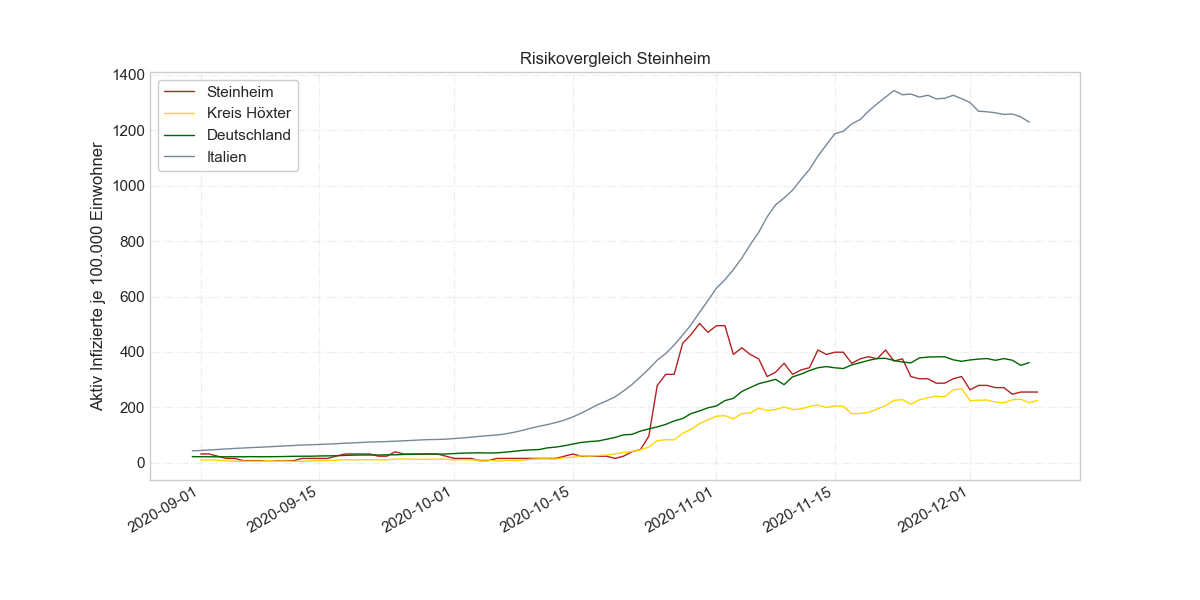 Risikovergleich Steinheim
Aktiv Infizierte je 100.000 Einwohner
1400
1200
1000
800
600
400
200
0
Steinheim
Kreis Höxter
Deutschland
Italien
2020-09-01
2020-09-15
2020-10-01
2020-10-15
2020-11-01
2020-11-15
2020-12-01